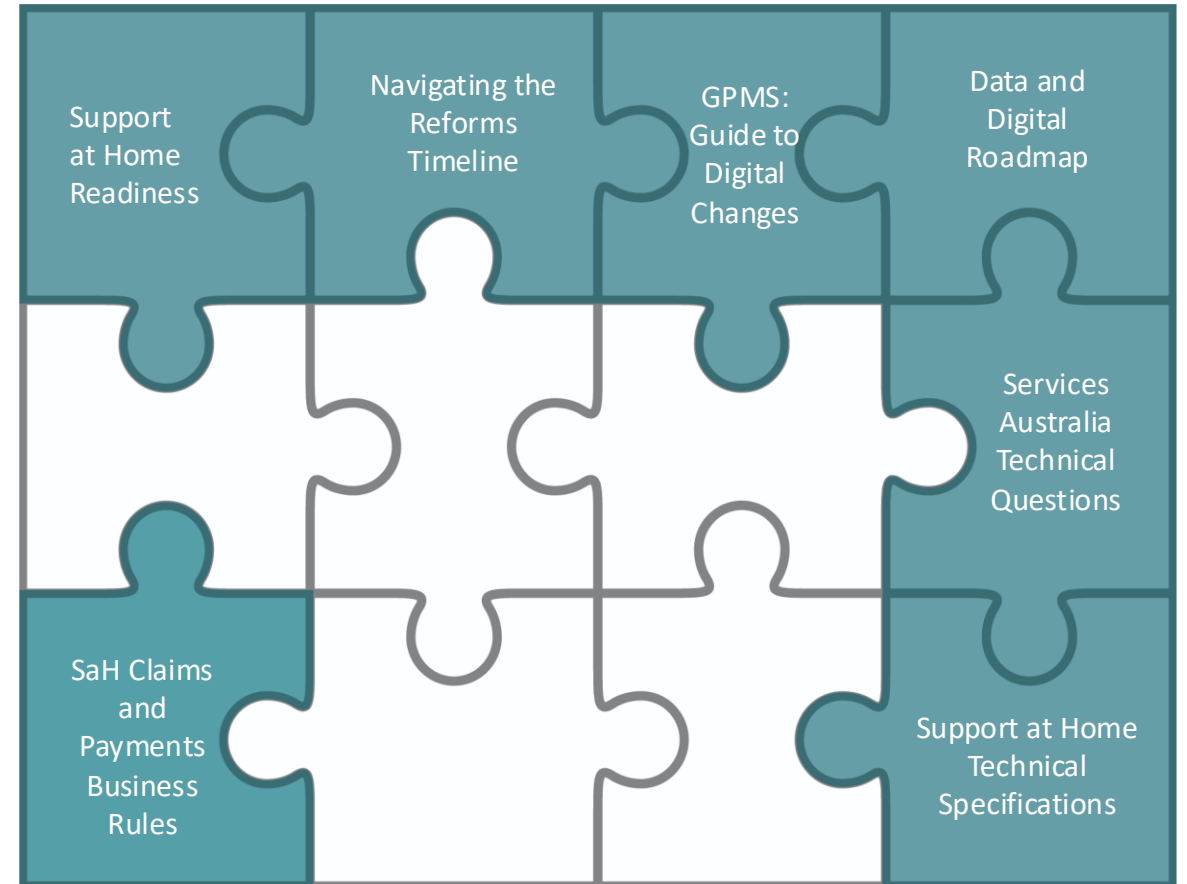 Support
at Home
Readiness
Navigating the
Reforms
Timeline
GPMS:
Guide to
Digital
Changes
Data and
Digital
Roadmap
Services
Australia
Technical
Questions
SaH Claims
and
Payments
Business
Rules
Support at Home
Technical
Specifications